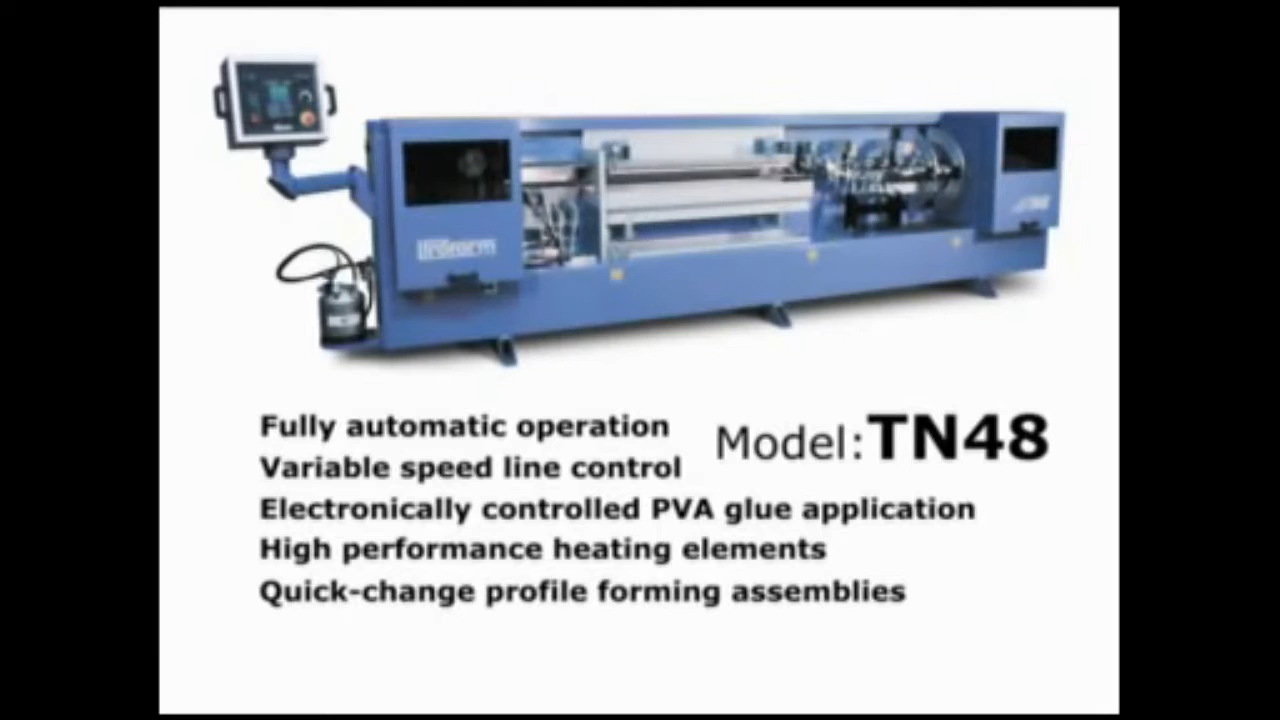 Fully automatic operation
Model:TN48
Variable speed line control
Electronically controlled PVA glue application
High performance heating elements
Quick-change profile forming assemblies